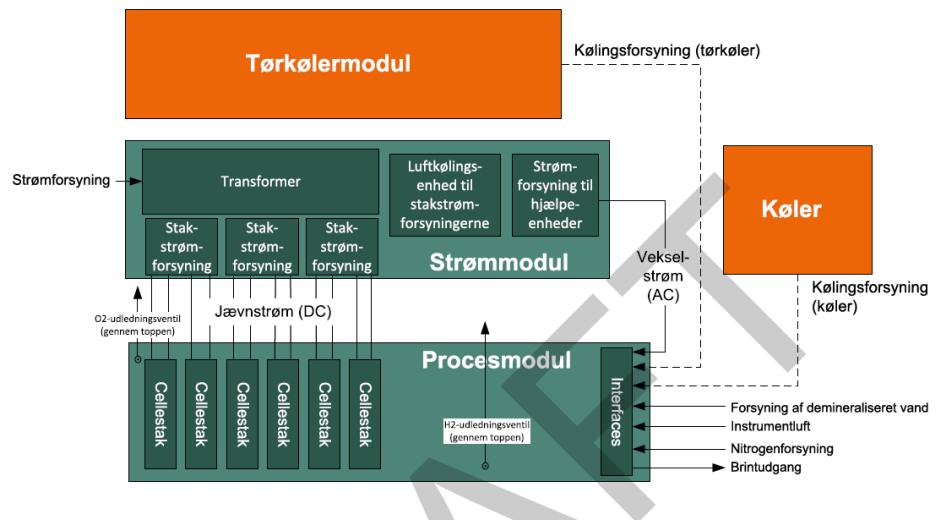 Tørkølermodul
Kølingsforsyning (tørkøler)
Strømforsyning
Transformer
Luftkølings-
enhed til
stakstrøm-
forsyningerne
Strøm-
forsyning til
hjælpe-
enheder
Stak-
strøm-
forsyning
Stak-
strøm-
forsyning
Stak-
strøm-
forsyning
Strømmodul
Køler
Veksel-
strøm
(AC)
Kølingsforsyning
(køler)
O2-udledningsventil
(gennem toppen)
Jævnstrøm (DC)
Procesmodul
Cellestak
Cellestak
Cellestak
Cellestak
Cellestak
Cellestak
H2-udledningsventil
(gennem toppen)
Interfaces
Forsyning af demineraliseret vand
Instrumentluft
Nitrogenforsyning
Brintudgang
AFT